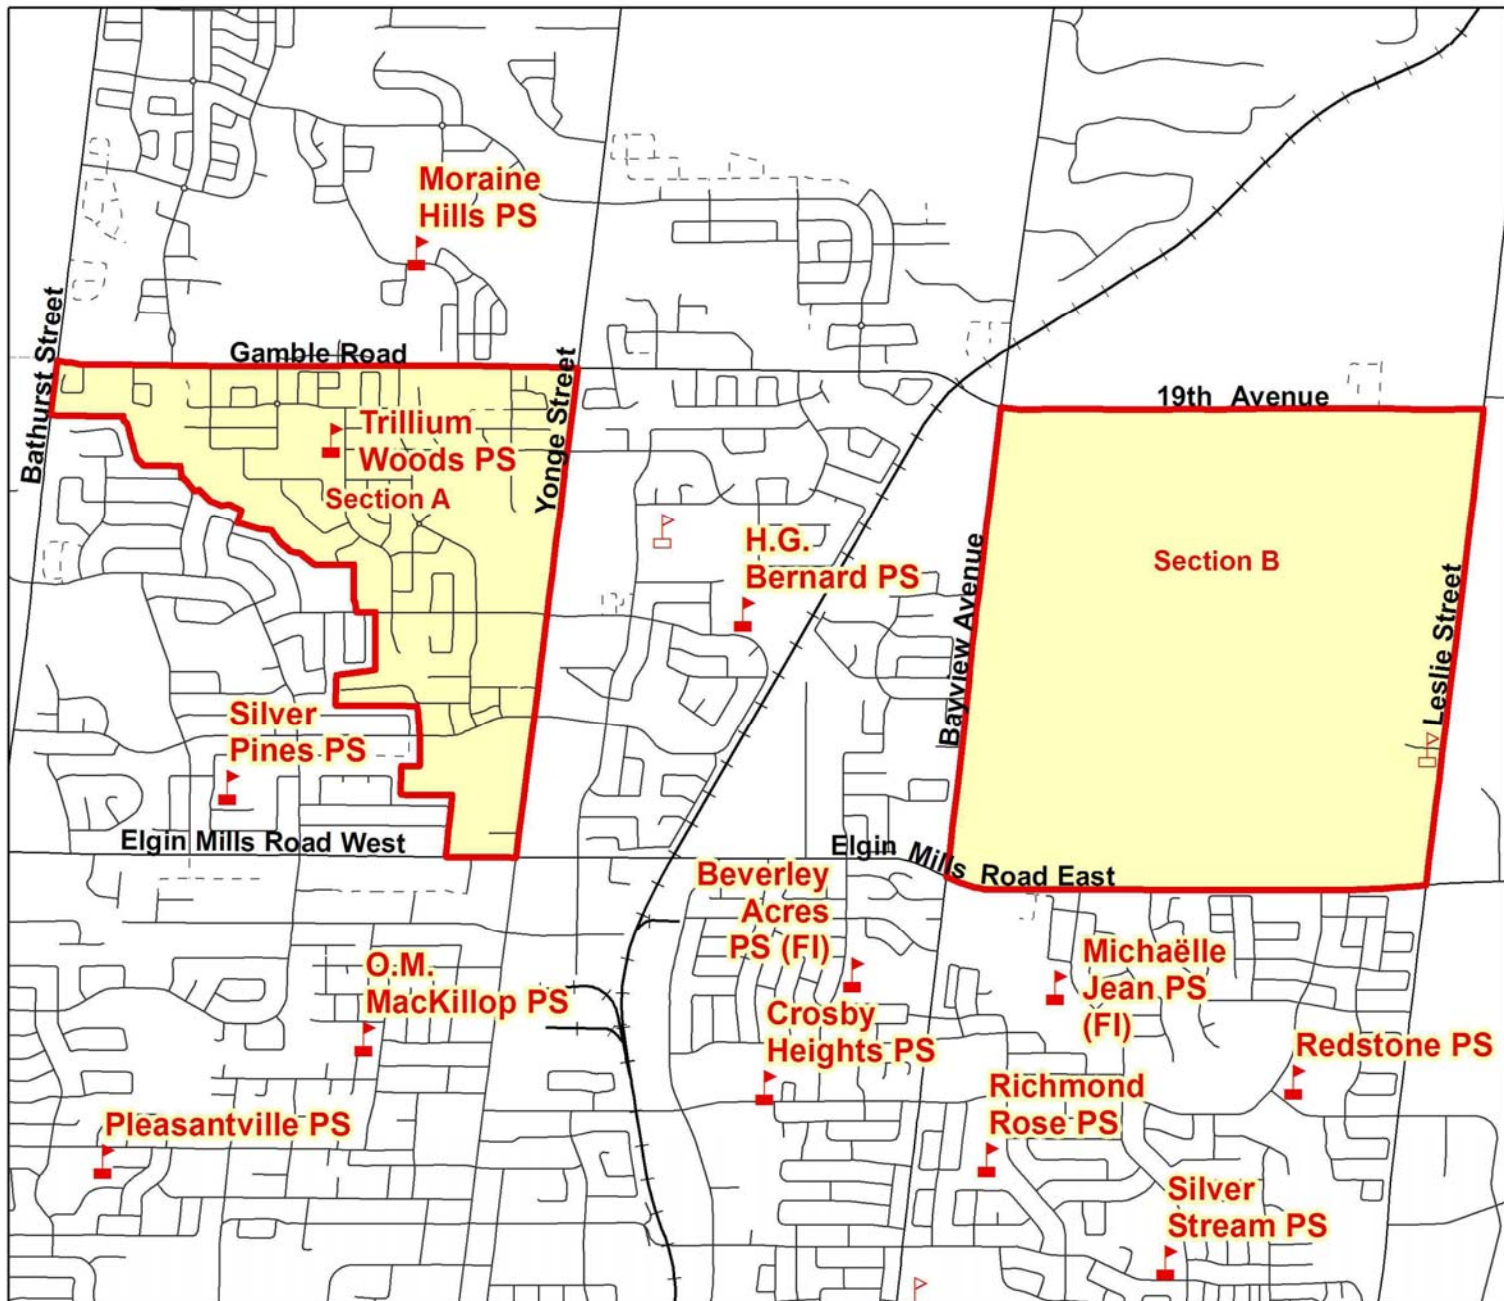 Moraine
Hills PS
Bathurst Street
Gamble Road
Yonge Street
19th Avenue
Trillium
Woods PS
Section A
H.G.
Bernard PS
Bayview Avenue
Section B
Leslie Street
Silver
Pines PS
Elgin Mills Road West
Elgin Mills Road East
Beverley
Acres
PS (FI)
O.M.
MacKillop PS
Michaëlle
Jean PS
(FI)
Crosby
Heights PS
Redstone PS
Richmond
Rose PS
Pleasantville PS
Silver
Stream PS